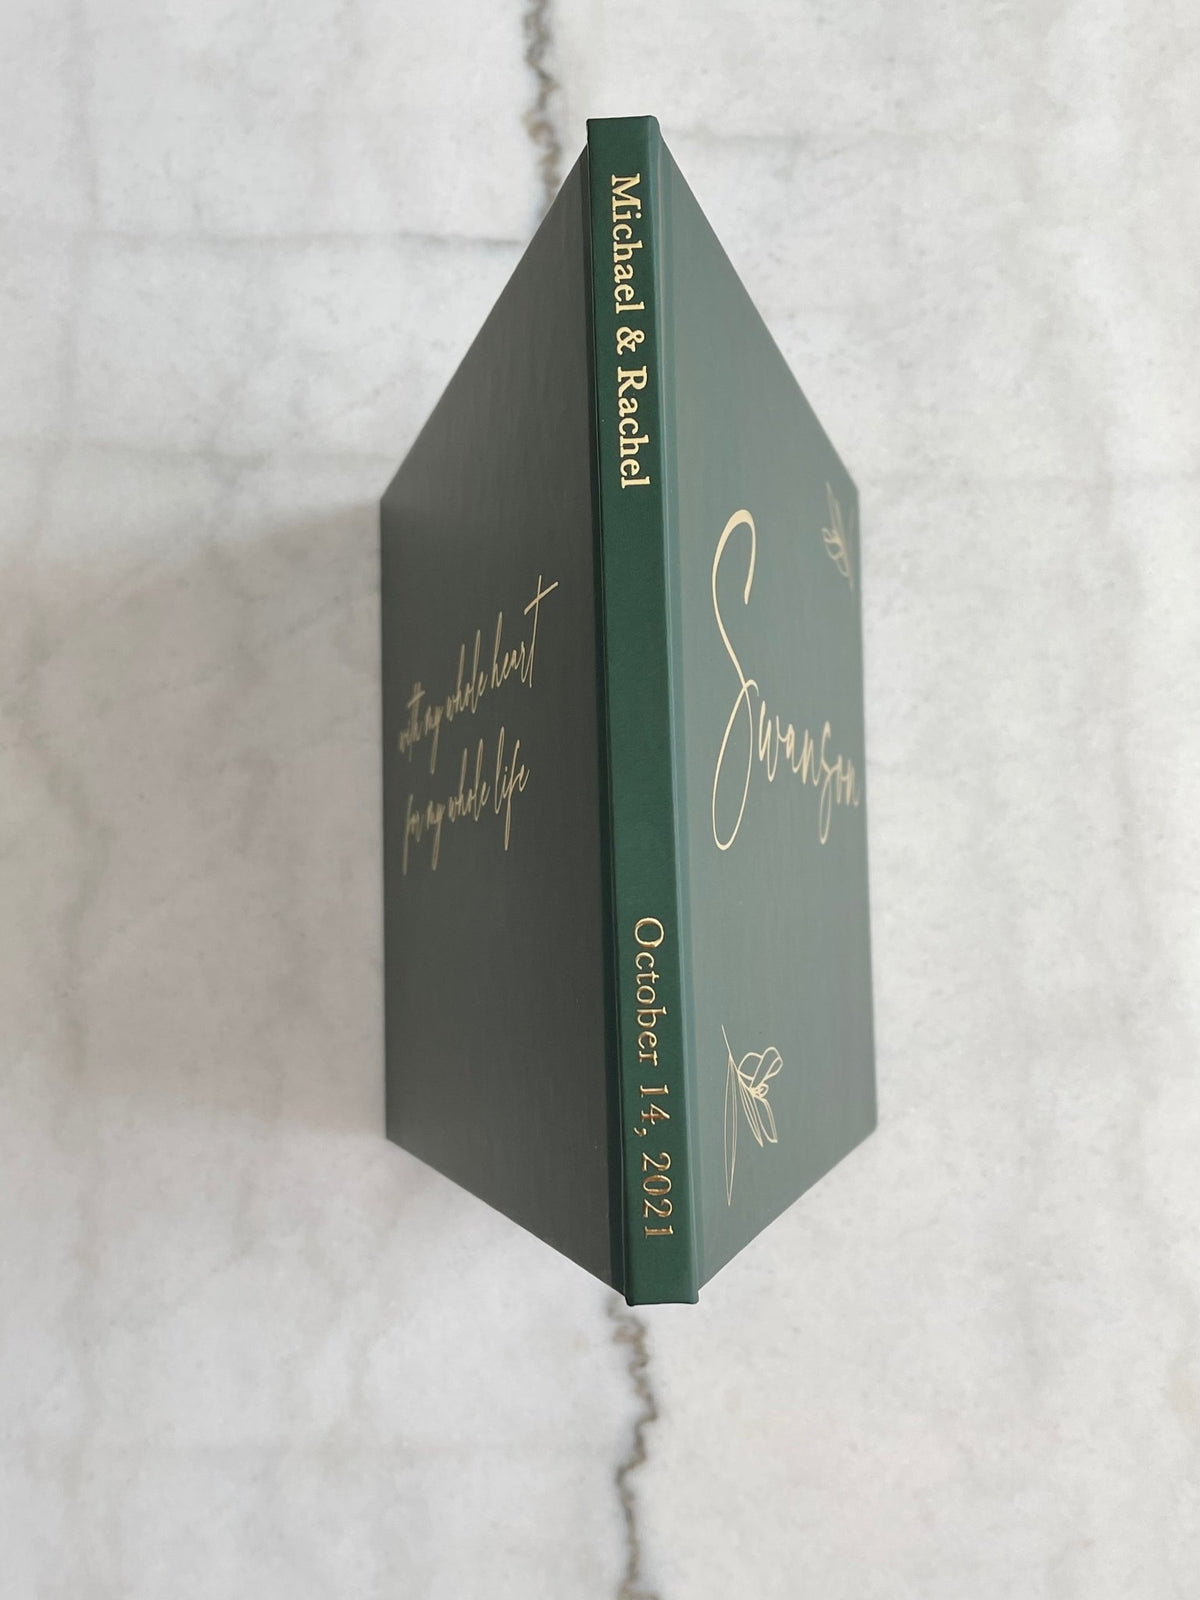 Michael & Rachel
October 14, 2021
Swanson
with my whole heart
for my whole life